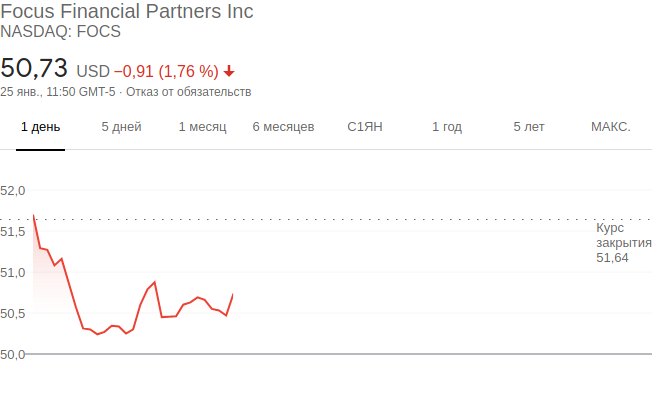 Focus Financial Partners Inc
NASDAQ: FOCS
50,73 USD −0,91 (1,76 %)
25 янв., 11:50 GMT-5 · Отказ от обязательств
1 день 5 дней 1 месяц 6 месяцев С1ЯН 1 год 5 лет МАКС.
52,0
51,5
51,0
50,5
50,0
Курс
закрытия
51,64